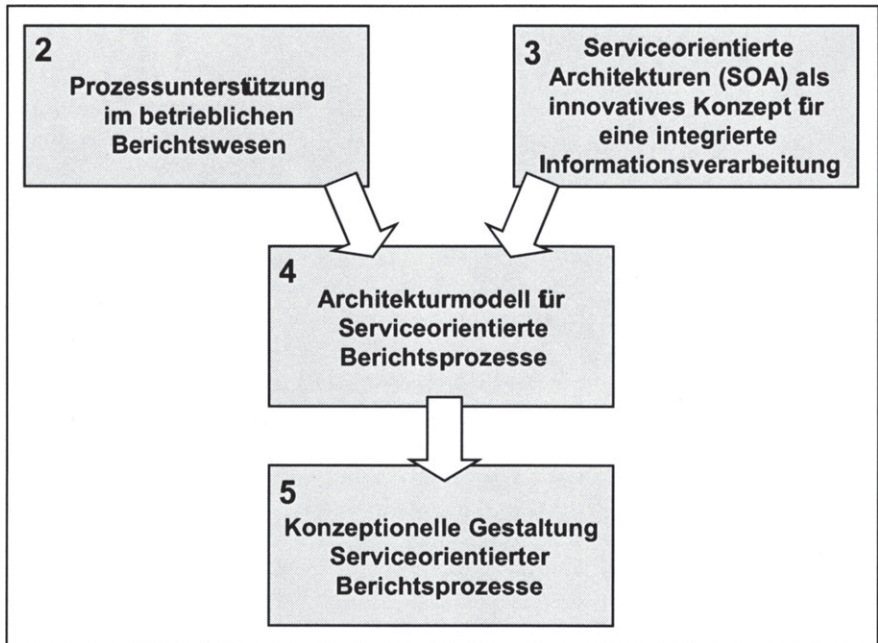 2
Prozessunterstützung
im betrieblichen
Berichtswesen
3
Serviceorientierte
Architekturen (SOA) als
innovatives Konzept für
eine integrierte
Informationsverarbeitung
4
Architekturmodell für
Serviceorientierte
Berichtsprozesse
5
Konzeptionelle Gestaltung
Serviceorientierter
Berichtsprozesse